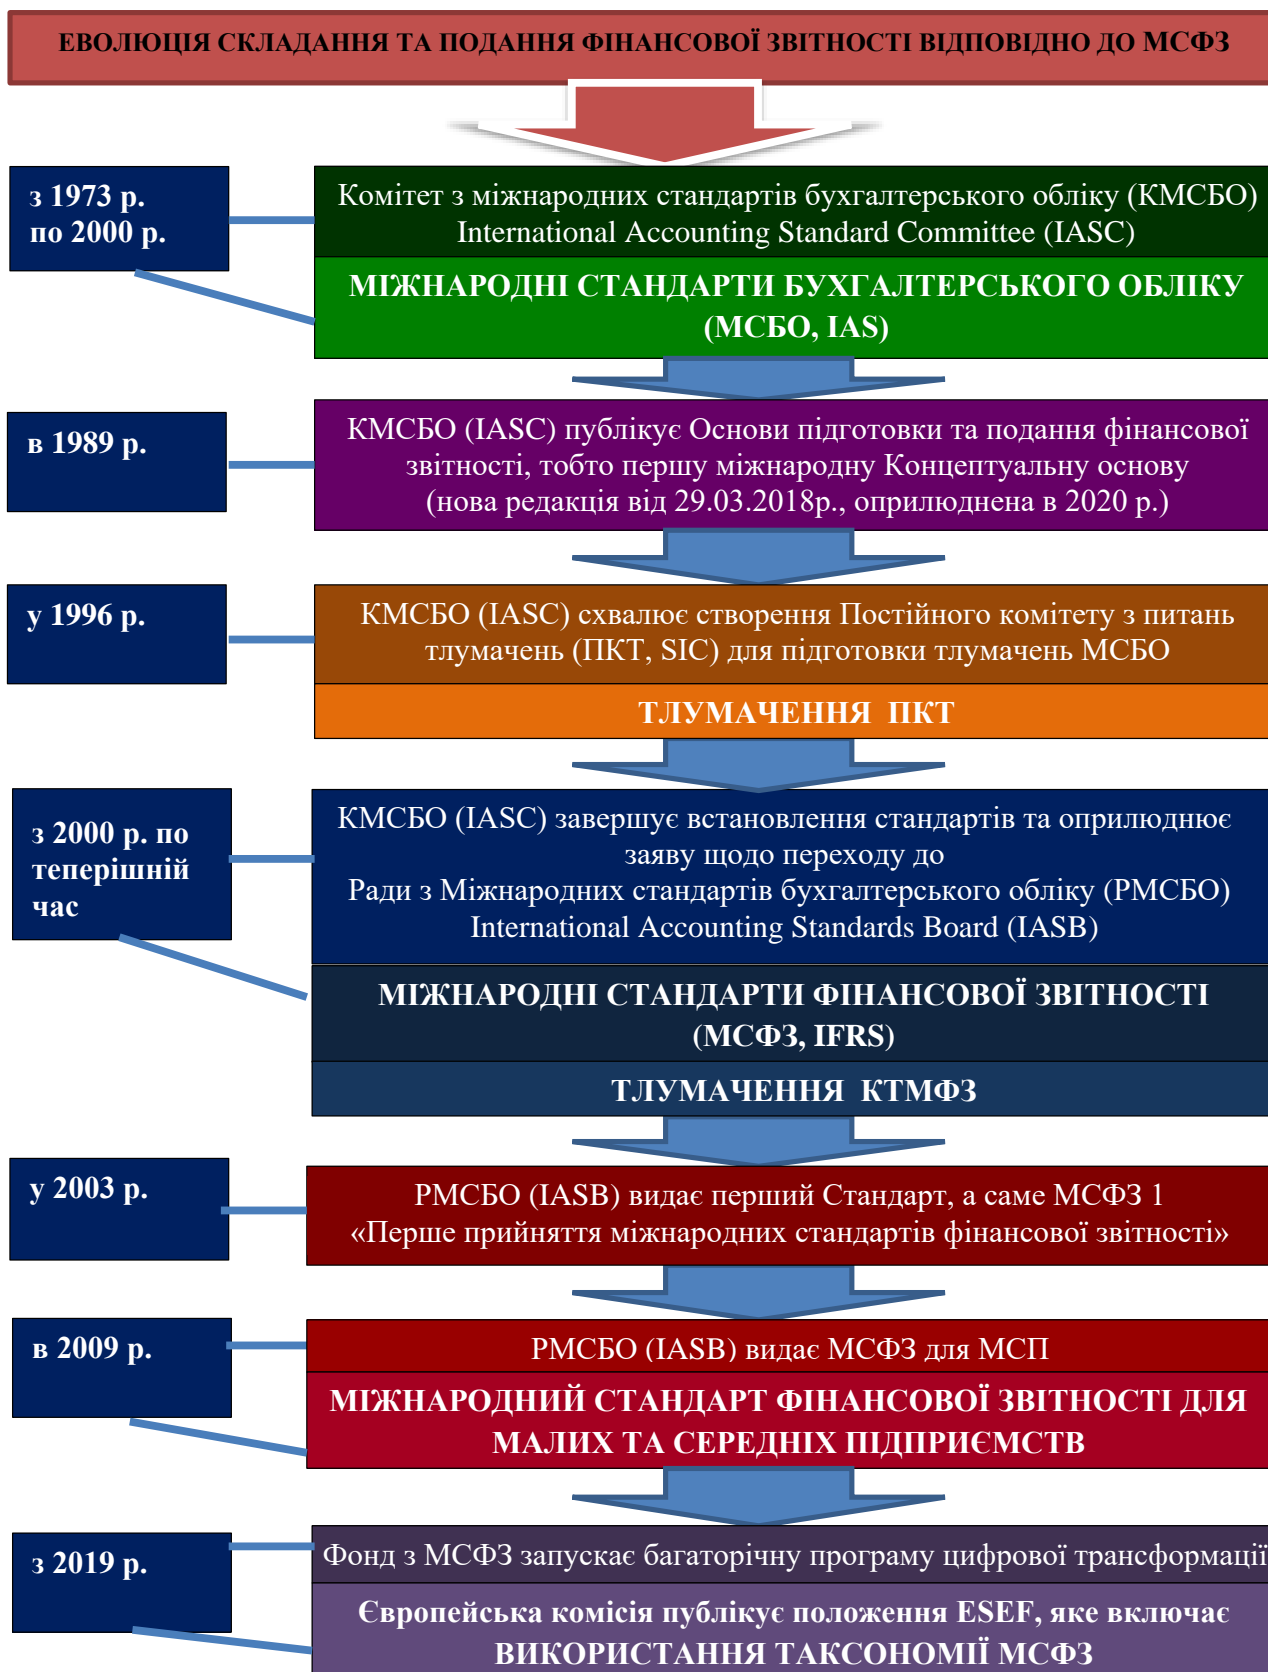 ЕВОЛЮЦІЯ СКЛАДАННЯ ТА ПОДАННЯ ФІНАНСОВОЇ ЗВІТНОСТІ ВІДПОВІДНО ДО МСФЗ
з 1973 р.
по 2000 р.
Комітет з міжнародних стандартів бухгалтерського обліку (КМСБО)
International Accounting Standard Committee (IASC)
МІЖНАРОДНІ СТАНДАРТИ БУХГАЛТЕРСЬКОГО ОБЛІКУ
(МСБО, IAS)
в 1989 р.
КМСБО (IASC) публікує Основи підготовки та подання фінансової
звітності, тобто першу міжнародну Концептуальну основу
(нова редакція від 29.03.2018р., оприлюднена в 2020 р.)
у 1996 р.
КМСБО (IASC) схвалює створення Постійного комітету з питань
тлумачень (ПКТ, SIC) для підготовки тлумачень МСБО
ТЛУМАЧЕННЯ ПКТ
з 2000 р. по
теперішній
час
КМСБО (IASC) завершує встановлення стандартів та оприлюднює
заяву щодо переходу до
Ради з Міжнародних стандартів бухгалтерського обліку (РМСБО)
International Accounting Standards Board (IASB)
МІЖНАРОДНІ СТАНДАРТИ ФІНАНСОВОЇ ЗВІТНОСТІ
(МСФЗ, IFRS)
ТЛУМАЧЕННЯ КТМФЗ
у 2003 р.
РМСБО (IASB) видає перший Стандарт, а саме МСФЗ 1
«Перше прийняття міжнародних стандартів фінансової звітності»
в 2009 р.
РМСБО (IASB) видає МСФЗ для МСП
МІЖНАРОДНИЙ СТАНДАРТ ФІНАНСОВОЇ ЗВІТНОСТІ ДЛЯ
МАЛИХ ТА СЕРЕДНІХ ПІДПРИЄМСТВ
з 2019 р.
Фонд з МСФЗ запускає багаторічну програму цифрової трансформації
Європейська комісія публікує положення ESEF, яке включає
ВИКОРИСТАННЯ ТАКСОНОМІЇ МСФЗ